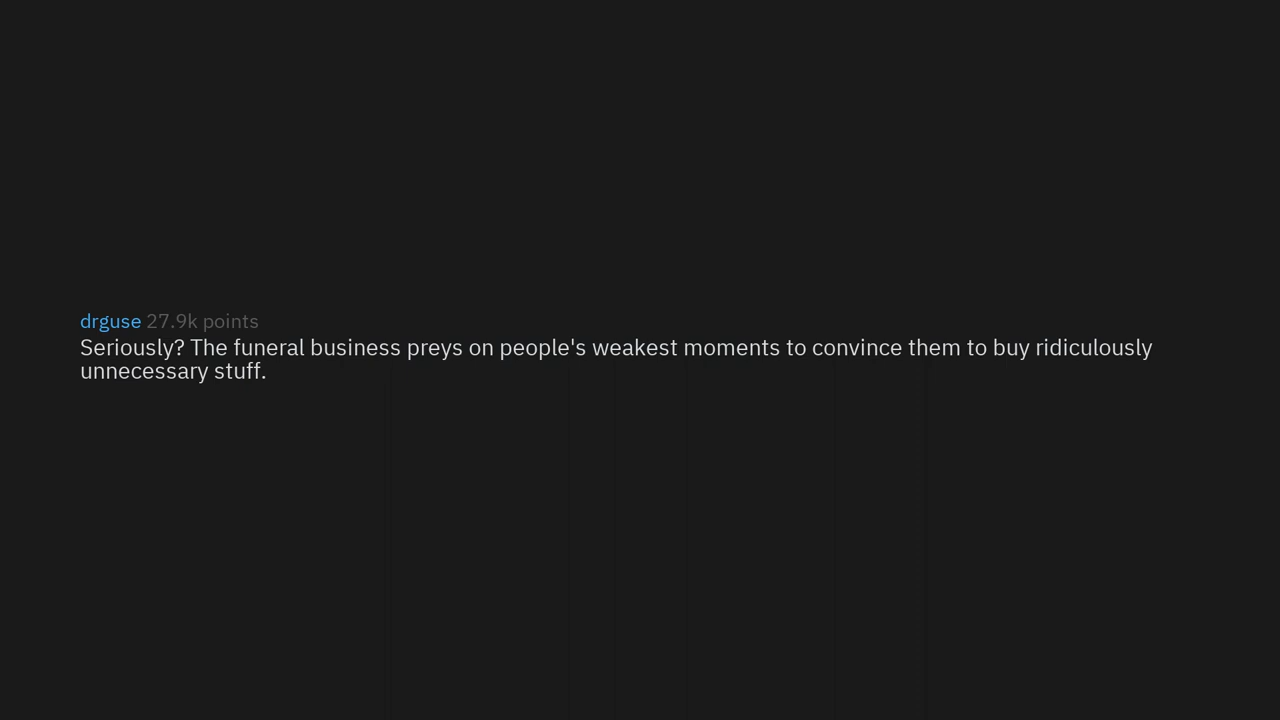 drguse 27.9k points
Seriously? The funeral business preys on people's weakest moments to convince them to buy ridiculously
unnecessary stuff.